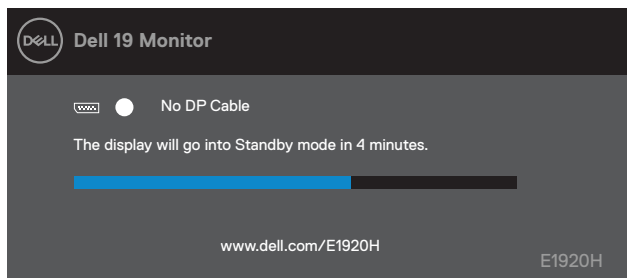 DELL Dell 19 Monitor
No DP Cable
The display will go into Standby mode in 4 minutes.
www.dell.com/E1920H
E1920H